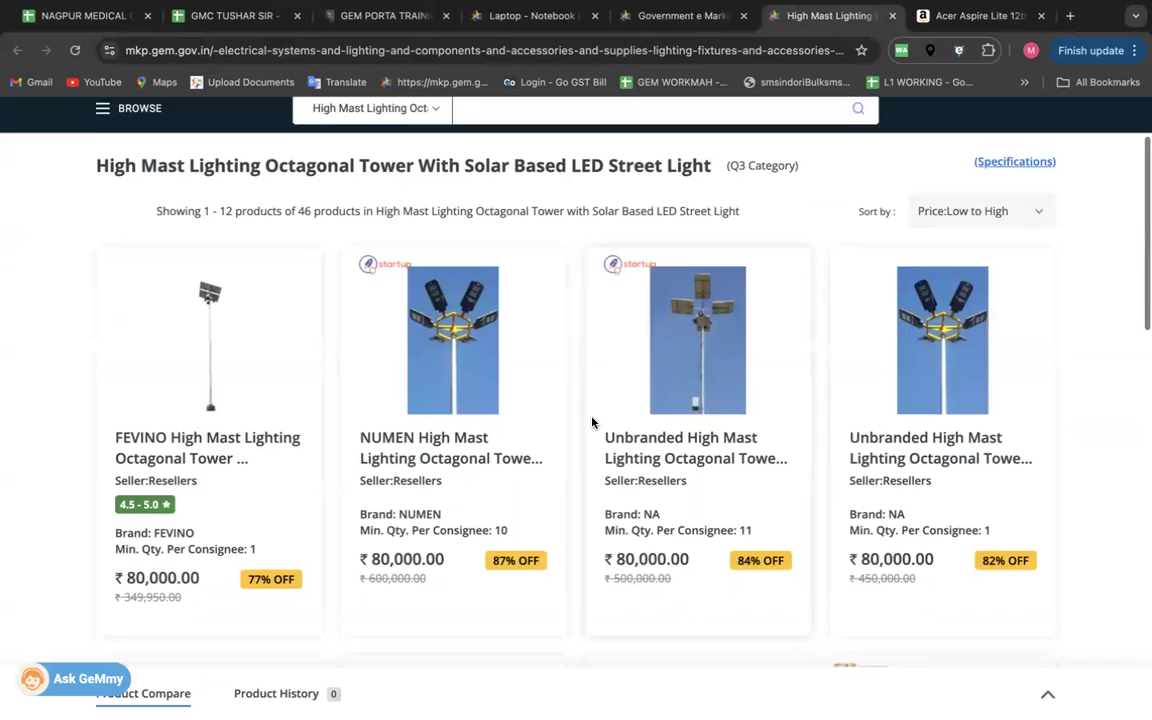 NAGPUR MEDICAL
GMC TUSHAR SIR -
GEM PORTA TRAINI
Laptop - Notebook
Government e Mark
High Mast Lighting
Acer Aspire Lite 12t
mkp.gem.gov.in/-electrical-systems-and-lighting-and-components-and-accessories-and-supplies-lighting-fixtures-and-accessories-...
WA
M
Finish update
Gmail
YouTube
Maps
Upload Documents
Translate
https://mkp.gem.g...
Go Login - Go GST Bill
GEM WORKMAH -...
smsindoriBulksms...
L1 WORKING - Go...
»
All Bookmarks
BROWSE
High Mast Lighting Oct
High Mast Lighting Octagonal Tower With Solar Based LED Street Light
(Q3 Category)
(Specifications)
Showing 1 - 12 products of 46 products in High Mast Lighting Octagonal Tower with Solar Based LED Street Light
Sort by :
Price:Low to High
FEVINO High Mast Lighting
Octagonal Tower ...
Seller:Resellers
4.5 - 5.0
Brand: FEVINO
Min. Qty. Per Consignee: 1
₹ 80,000.00
77% OFF
₹ 349,950.00
startup
NUMEN High Mast
Lighting Octagonal Towe...
Seller:Resellers
Brand: NUMEN
Min. Qty. Per Consignee: 10
₹ 80,000.00
87% OFF
₹ 600,000.00
startup
Unbranded High Mast
Lighting Octagonal Towe...
Seller:Resellers
Brand: NA
Min. Qty. Per Consignee: 11
₹ 80,000.00
84% OFF
₹ 500,000.00
Unbranded High Mast
Lighting Octagonal Towe...
Seller:Resellers
Brand: NA
Min. Qty. Per Consignee: 1
₹ 80,000.00
82% OFF
₹ 450,000.00
Ask GeMmy
Product Compare
Product History
0